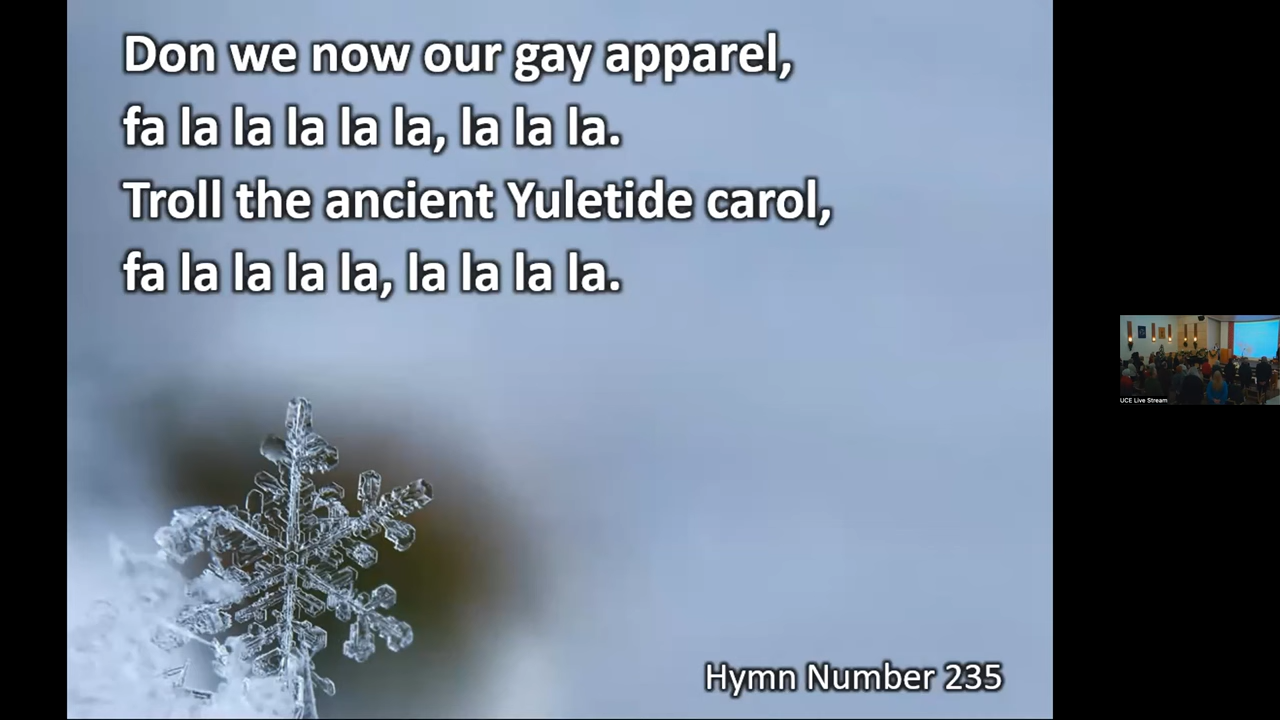 Don we now our gay apparel,
fa la la la la la, la la la.
Troll the ancient Yuletide carol,
fa la la la la, la la la la.
Hymn Number 235
UCE Live Stream